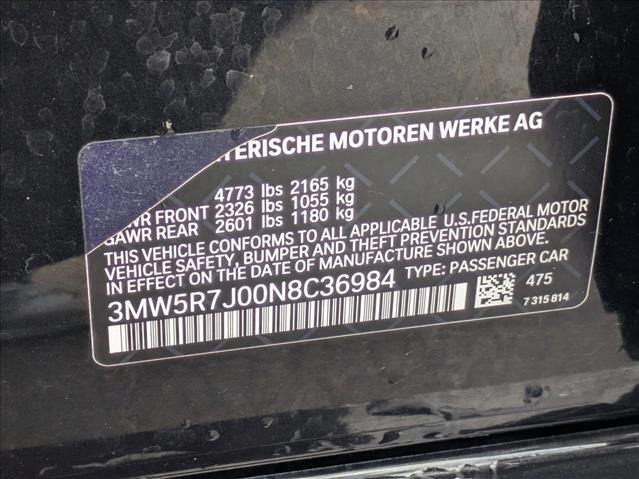 TERISCHE MOTOREN WERKE AG
4773 lbs 2165 kg
WR FRONT 2326 lbs 1055 kg
GAWR REAR 2601 lbs 1180 kg
THIS VEHICLE CONFORMS TO ALL APPLICABLE U.S.FEDERAL MOTOR
VEHICLE SAFETY, BUMPER AND THEFT PREVENTION STANDARDS
IN EFFECT ON THE DATE OF MANUFACTURE SHOWN ABOVE.
3MW5R7J00N8C36984 TYPE: PASSENGER CAR
475
7 315 814